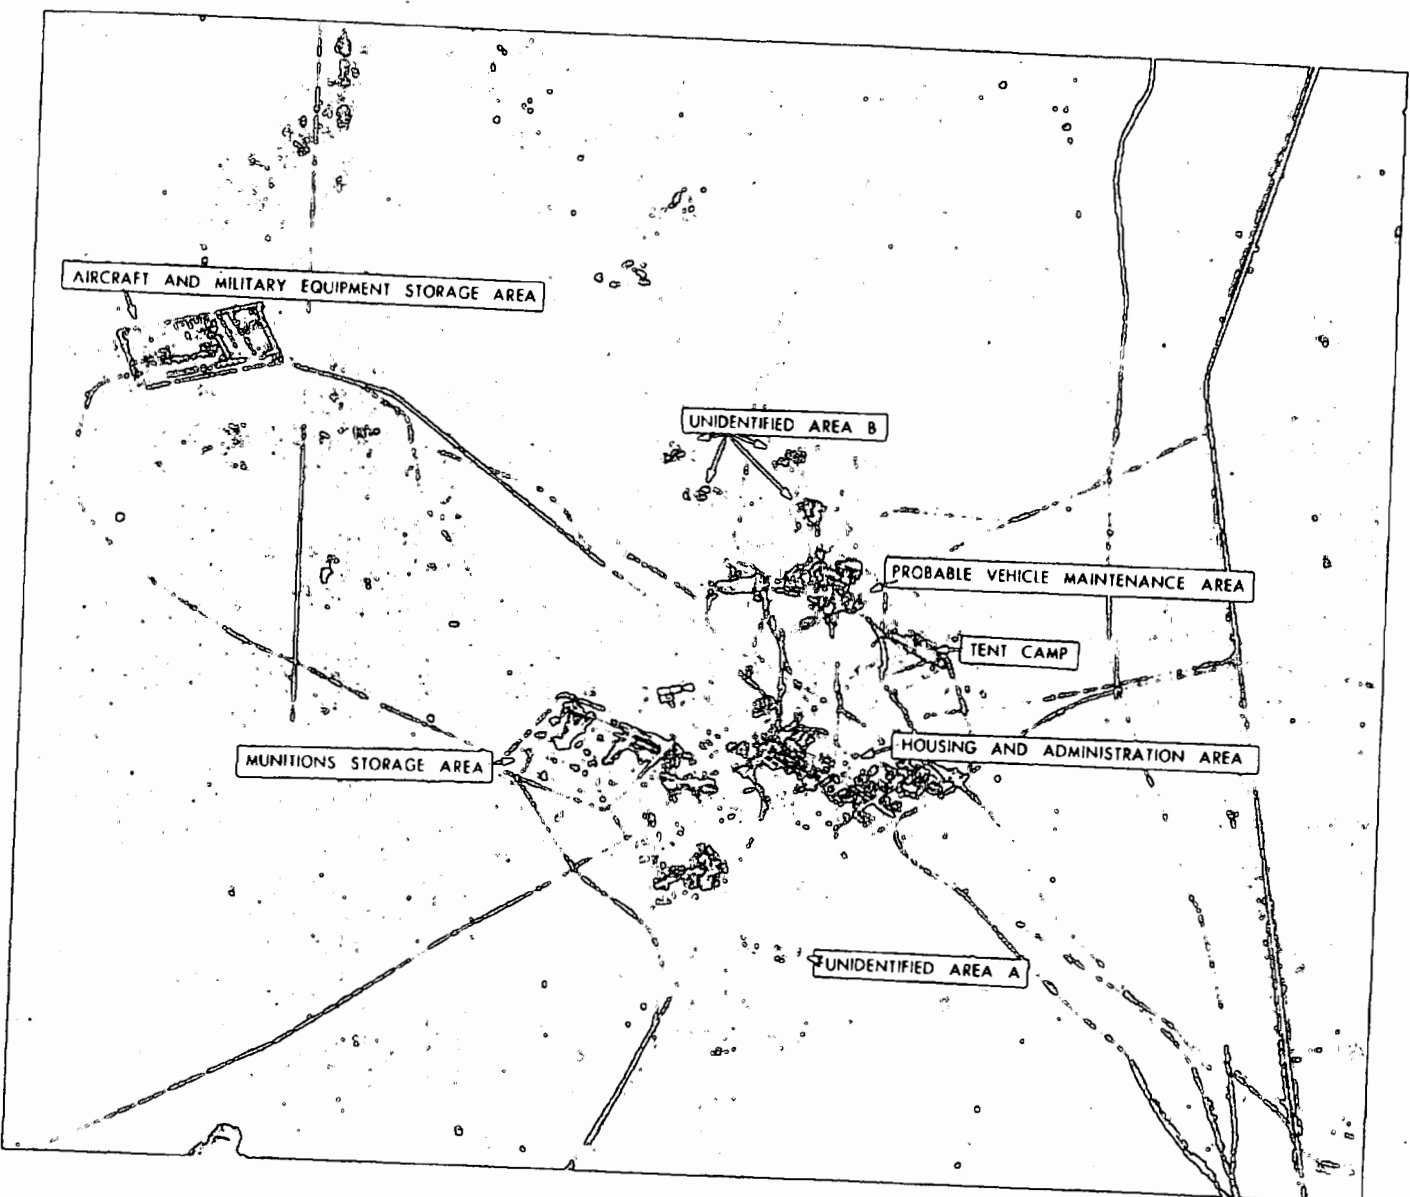 AIRCRAFT AND MILITARY EQUIPMENT STORAGE AREA
UNIDENTIFIED AREA B
PROBABLE VEHICLE MAINTENANCE AREA
TENT CAMP
HOUSING AND ADMINISTRATION AREA
MUNITIONS STORAGE AREA
UNIDENTIFIED AREA A